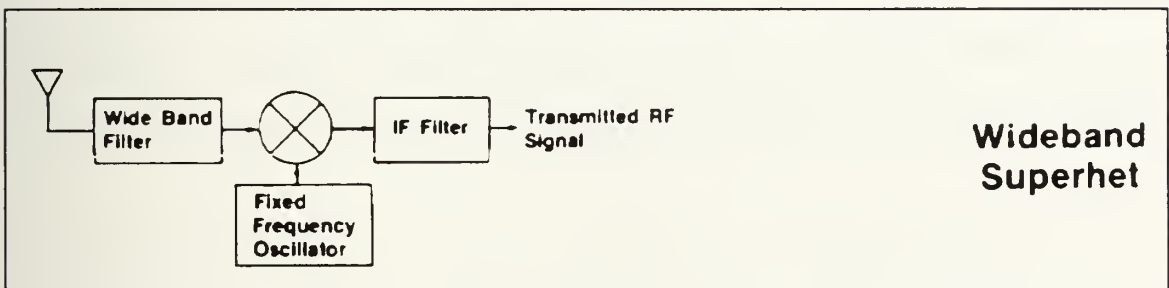 Wide Band
Filter
IF Filter
Transmitted RF
Signal
Fixed
Frequency
Oscillator
Wideband
Superhet